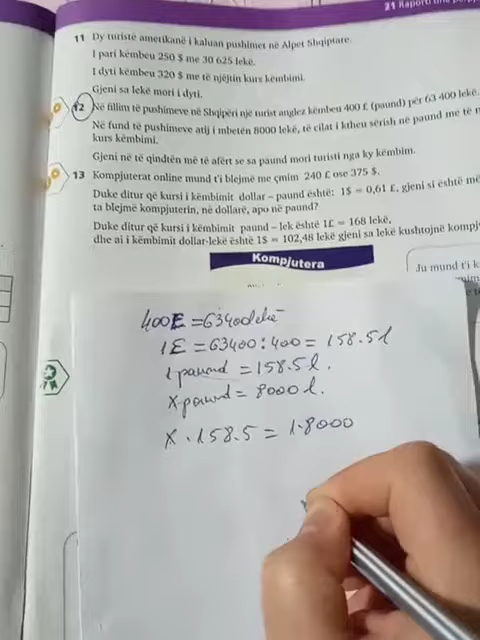 21 Raporti dhe
11 Dy turistë amerikanë i kaluan pushimet në Alpet Shqiptare.
I pari këmbeu 250 $ me 30 625 lekë.
I dyti këmbeu 320 $ me të njëjtin kurs këmbimi.
Gjeni sa lekë mori i dyti.
12 Në fillim të pushimeve në Shqipëri një turist anglez këmbeu 400 £ (paund) për 63 400 lekë.
Në fund të pushimeve atij i mbetën 8000 lekë, të cilat i ktheu sërish në paund me të
kurs këmbimi.
Gjeni në të qindtën më të afërt se sa paund mori turisti nga ky këmbim.
13 Kompjuterat online mund t'i blejmë me çmim 240 £ ose 375 $.
Duke ditur që kursi i këmbimit dollar – paund është: 1$ = 0,61 £, gjeni si është më
ta blejmë kompjuterin, në dollarë, apo në paund?
Duke ditur që kursi i këmbimit paund – lek është 1£ = 168 lekë,
dhe ai i këmbimit dollar-lekë është 1$ = 102,48 lekë gjeni sa lekë kushtojnë
Kompjutera
Ju mund t'i
400£ = 63400lekë
1£ = 63400:400 = 158.5l
1 paund = 158.5l.
x paund = 8000 l.
x · 158.5 = 1·8000